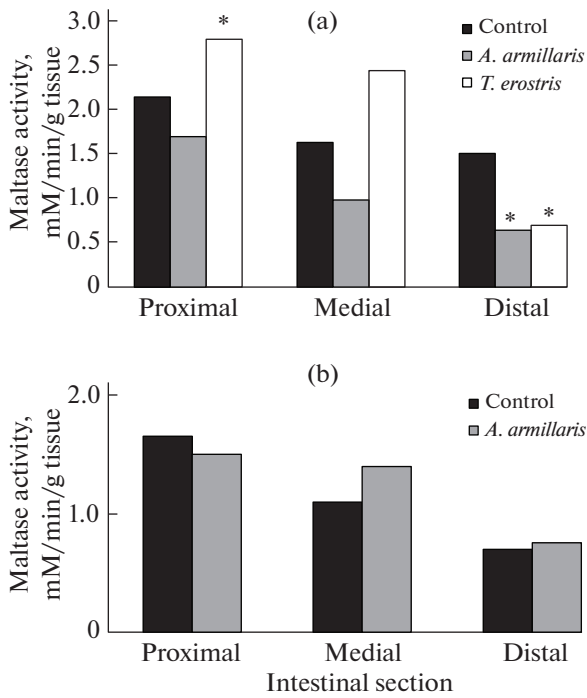 (a)
Maltase activity,
mM/min/g tissue
3.0
2.5
2.0
1.5
1.0
0.5
0
Control
A. armillaris
T. erostris
*
*
*
Proximal Medial Distal
(b)
Maltase activity,
mM/min/g tissue
2.0
1.0
0
Control
A. armillaris
Proximal Medial Distal
Intestinal section